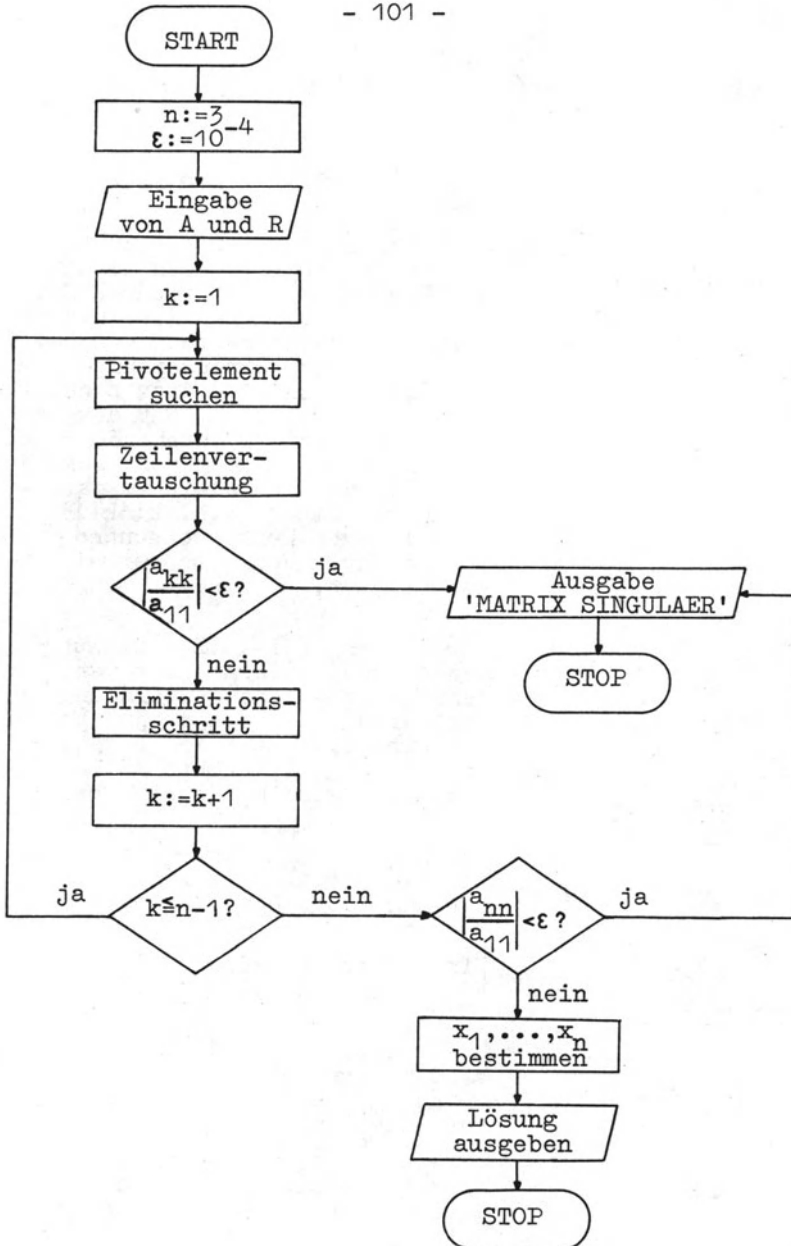 - 101 -
START
n:=3
ε:=10⁻⁴
Eingabe
von A und R
k:=1
Pivotelement
suchen
Zeilenver-
tauschung
|a_kk / a_11| <ε?
ja
nein
Ausgabe
'MATRIX SINGULAER'
STOP
Eliminations-
schritt
k:=k+1
k≦n-1?
ja
nein
|a_nn / a_11| <ε?
ja
nein
x_1,...,x_n
bestimmen
Lösung
ausgeben
STOP